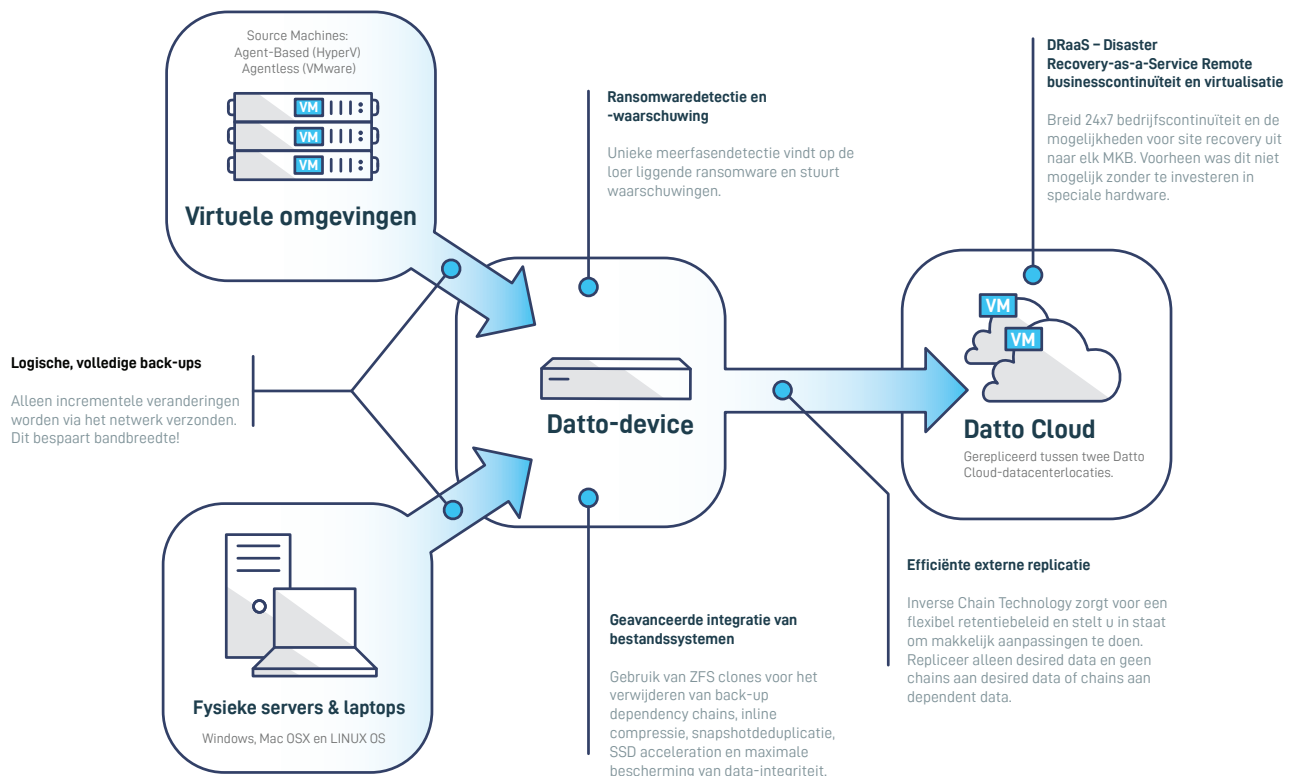 Source Machines:
Agent-Based (HyperV)
Agentless (VMware)
VM
VM
VM
Virtuele omgevingen
Ransomwaredetectie en
-waarschuwing
Unieke meerfasendetectie vindt op de
loer liggende ransomware en stuurt
waarschuwingen.
DRaaS – Disaster
Recovery-as-a-Service Remote
businesscontinuïteit en virtualisatie
Breid 24x7 bedrijfscontinuïteit en de
mogelijkheden voor site recovery uit
naar elk MKB. Voorheen was dit niet
mogelijk zonder te investeren in
speciale hardware.
Logische, volledige back-ups
Alleen incrementele veranderingen
worden via het netwerk verzonden.
Dit bespaart bandbreedte!
Datto-device
VM
VM
Datto Cloud
Gerepliceerd tussen twee Datto
Cloud-datacenterlocaties.
Fysieke servers & laptops
Windows, Mac OSX en LINUX OS
Geavanceerde integratie van
bestandssystemen
Gebruik van ZFS clones voor het
verwijderen van back-up
dependency chains, inline
compressie, snapshotdeduplicatie,
SSD acceleration en maximale
bescherming van data-integriteit.
Efficiënte externe replicatie
Inverse Chain Technology zorgt voor een
flexibel retentiebeleid en stelt u in staat
om makkelijk aanpassingen te doen.
Repliceer alleen desired data en geen
chains aan desired data of chains aan
dependent data.